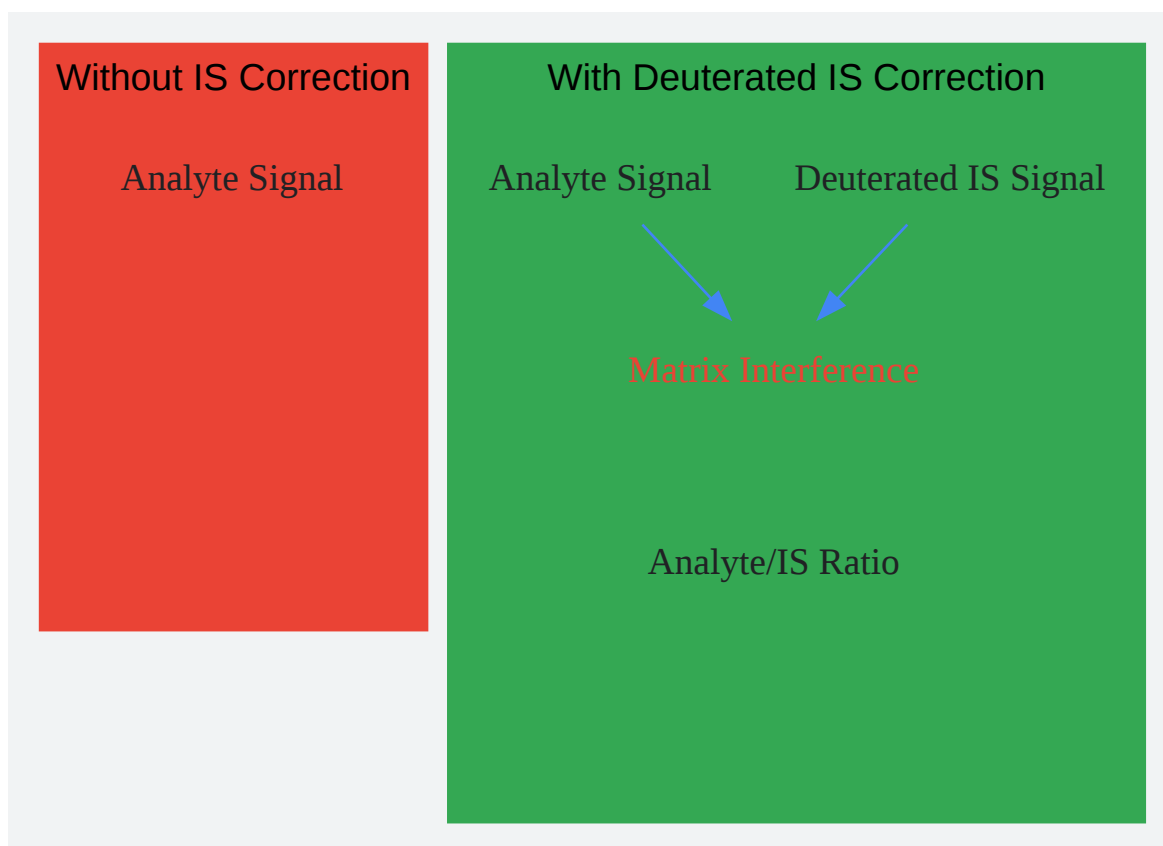 Without IS Correction
With Deuterated IS Correction
Analyte Signal
Analyte Signal
Deuterated IS Signal
Matrix Interference
Analyte/IS Ratio